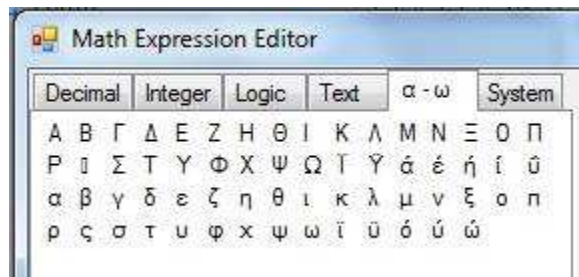 Math Expression Editor
Decimal Integer Logic Text α - ω System
Α Β Γ Δ Ε Ζ Η Θ Ι Κ Λ Μ Ν Ξ Ο Π
Ρ ▯ Σ Τ Υ Φ Χ Ψ Ω Ϊ Ϋ ά έ ή ί ΰ
α β γ δ ε ζ η θ ι κ λ μ ν ξ ο π
ρ ς σ τ υ φ χ ψ ω ϊ ϋ ό ύ ώ